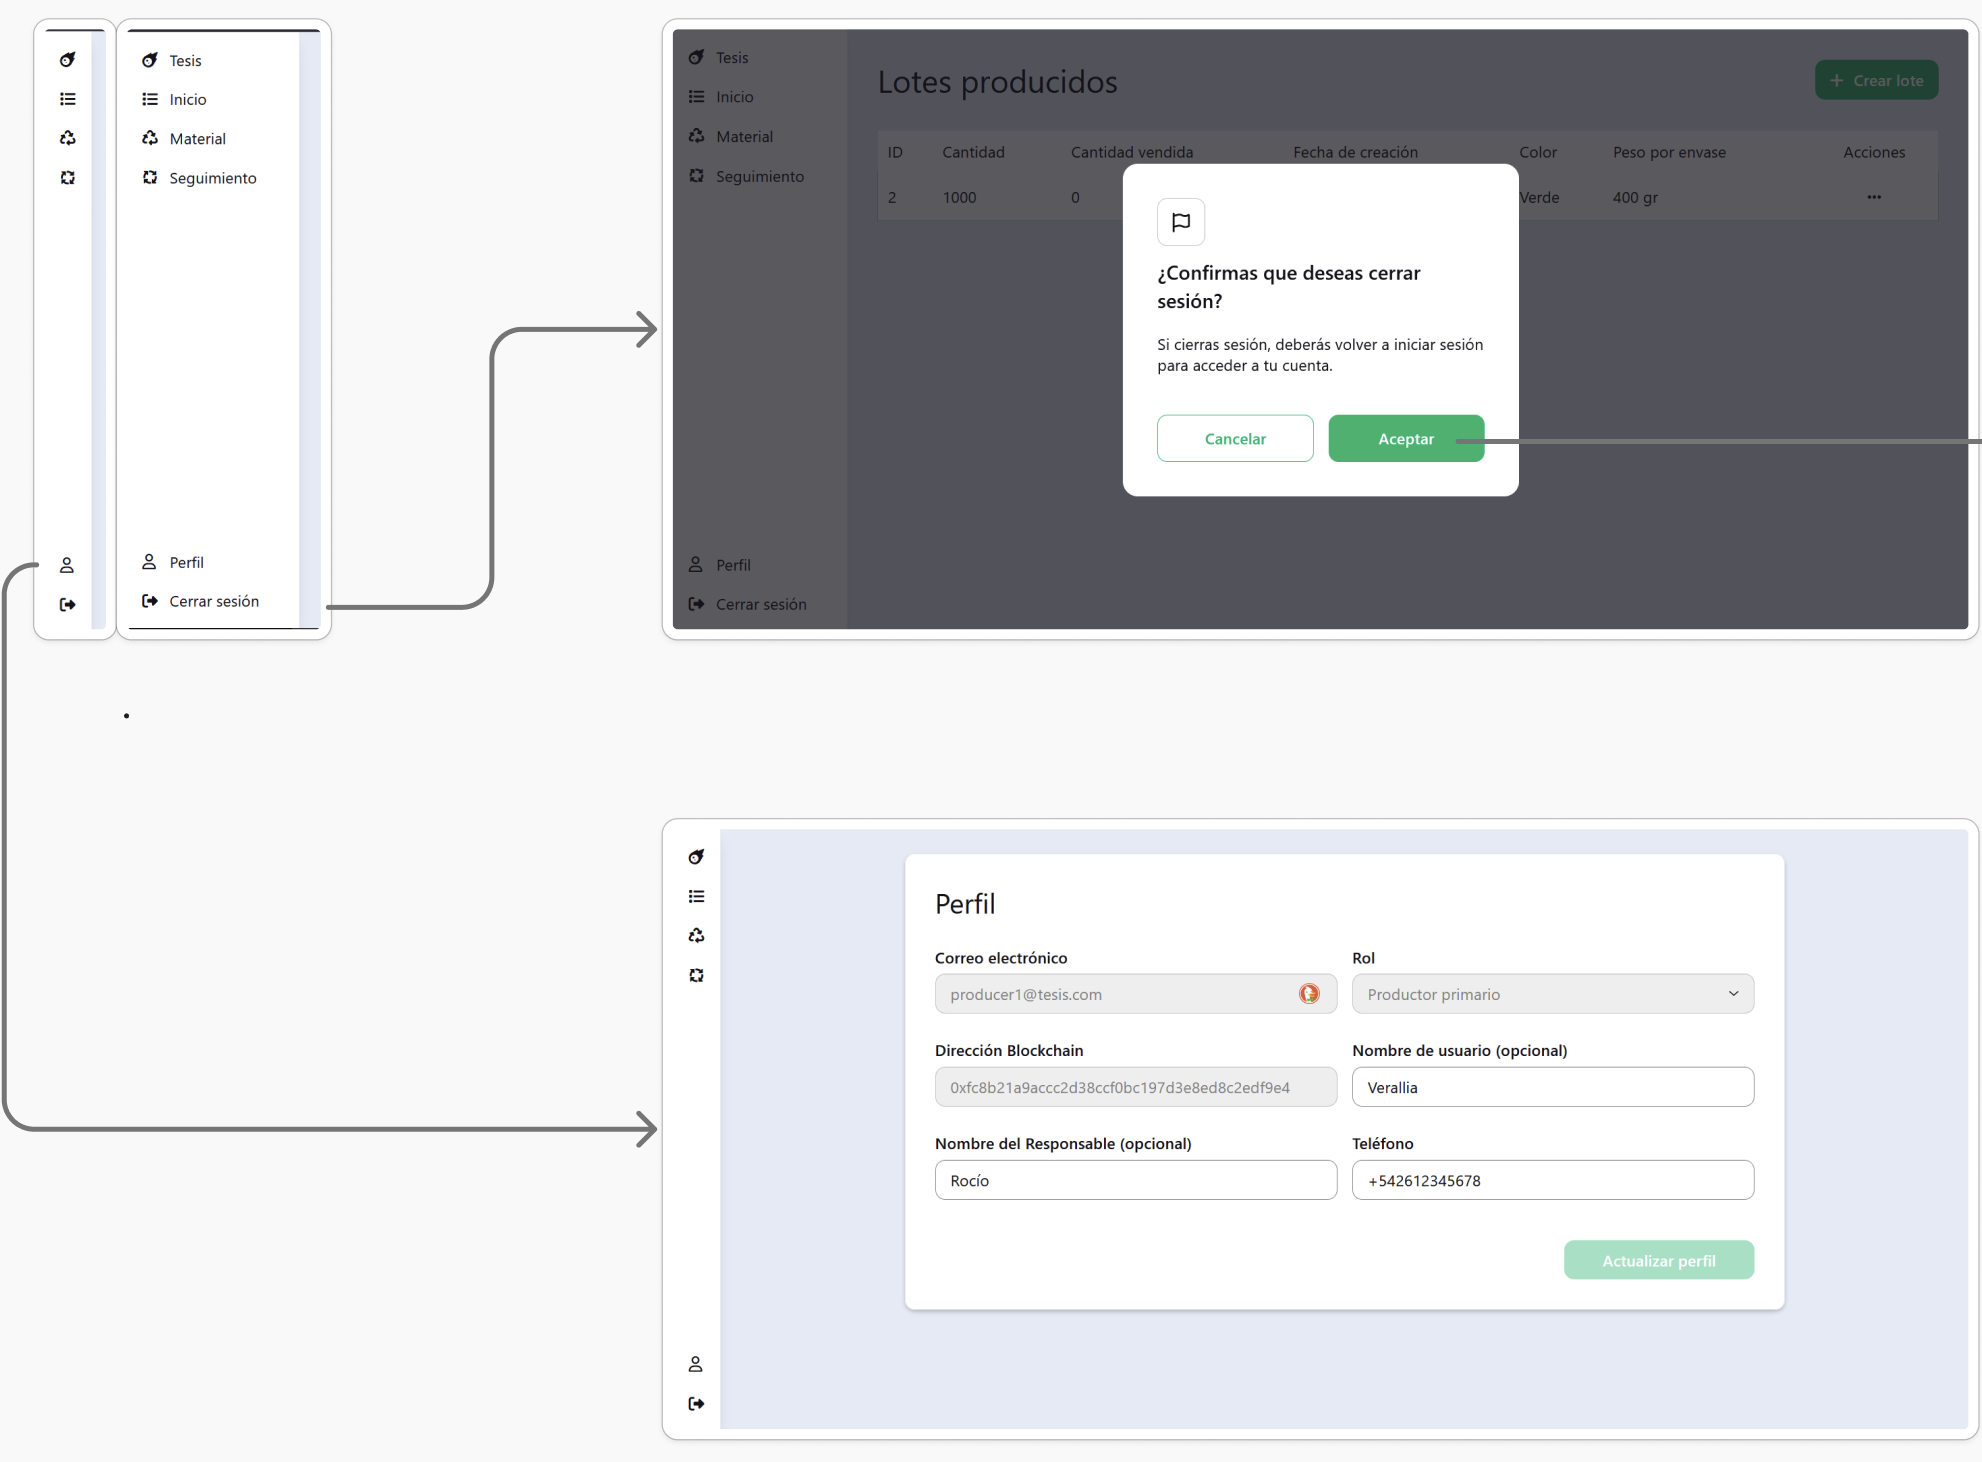 Tesis
Inicio
Material
Seguimiento
Perfil
Cerrar sesión
Tesis
Inicio
Material
Seguimiento
Perfil
Cerrar sesión
Lotes producidos
+ Crear lote
ID Cantidad Cantidad vendida Fecha de creación Color Peso por envase Acciones
2 1000 0 Verde 400 gr ...
¿Confirmas que deseas cerrar
sesión?
Si cierras sesión, deberás volver a iniciar sesión
para acceder a tu cuenta.
Cancelar Aceptar
Perfil
Correo electrónico Rol
producer1@tesis.com Productor primario
Dirección Blockchain Nombre de usuario (opcional)
0xfc8b21a9accc2d38ccf0bc197d3e8ed8c2edf9e4 Verallia
Nombre del Responsable (opcional) Teléfono
Rocío +542612345678
Actualizar perfil